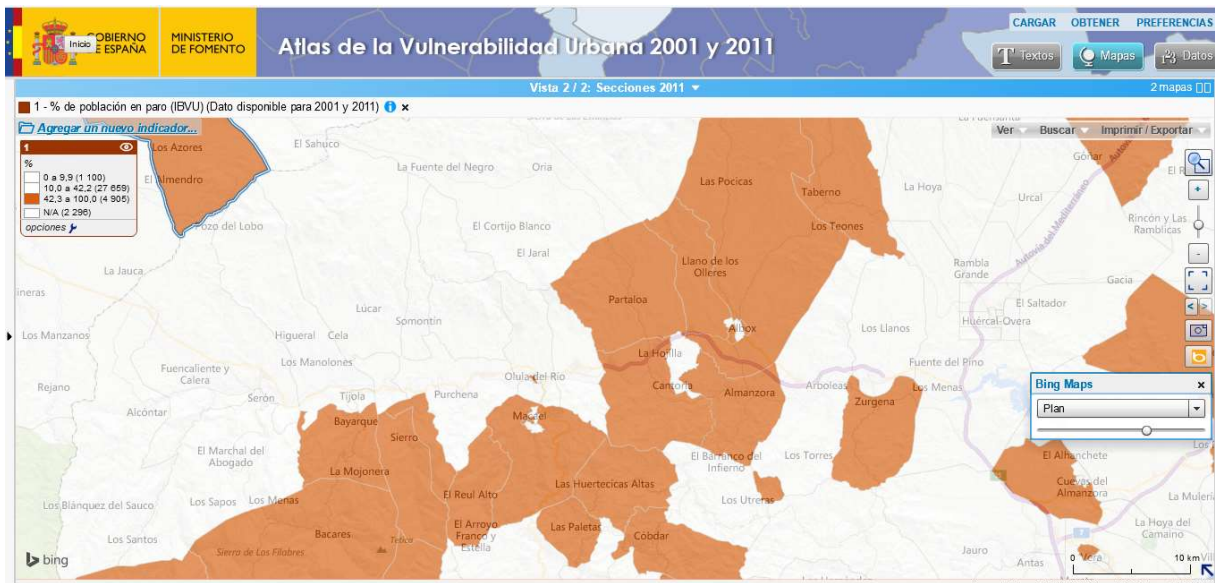 GOBIERNO
DE ESPAÑA
Inicio
MINISTERIO
DE FOMENTO
Atlas de la Vulnerabilidad Urbana 2001 y 2011
CARGAR OBTENER PREFERENCIAS
Textos Mapas Datos
Vista 2 / 2: Secciones 2011
2 mapas
1 - % de población en paro (IBVU) (Dato disponible para 2001 y 2011)
Agregar un nuevo indicador...
Ver Buscar Imprimir / Exportar
1
%
0 a 9,9 (1 100)
10,0 a 42,2 (27 659)
42,3 a 100,0 (4 905)
N/A (2 296)
opciones
Los Azores
El Almendro
Pozo del Lobo
El Sahuco
La Fuente del Negro
Oria
El Cortijo Blanco
El Jaral
Las Pocicas
Taberno
Los Teones
La Hoya
Urcal
Góñar
Autovía del Mediterráneo
Rincón y Las
Ramblicas
La Jauca
Llano de los
Olleres
Rambla
Grande
Gacia
Partaloa
El Saltador
Lúcar
Somontín
Huércal-Overa
Los Manzanos
Higueral
Cela
Albox
Los Llanos
La Hojilla
Los Manolones
Fuencaliente y
Calera
Fuente del Pino
Olula del Río
Rejano
Serón
Tíjola
Purchena
Cantoria
Almanzora
Arboleas
Los Menas
Zurgena
Alcóntar
Macael
Bayarque
Sierro
El Marchal del
Abogado
La Mojonera
El Barranco del
Infierno
Los Torres
El Alhanchete
Cuevas del
Almanzora
Las Huertecicas Altas
El Reul Alto
Los Blánquez del Sauco
Los Sapos
Los Menas
Los Utreras
La Mulería
Bacares
El Arroyo
Franco y
Estella
Las Paletas
Cóbdar
Los Santos
Sierra de Los Filabres
Tetica
La Hoya del
Camaino
Jauro
Antas
Vera
Bing Maps
Plan
bing
0 10 km